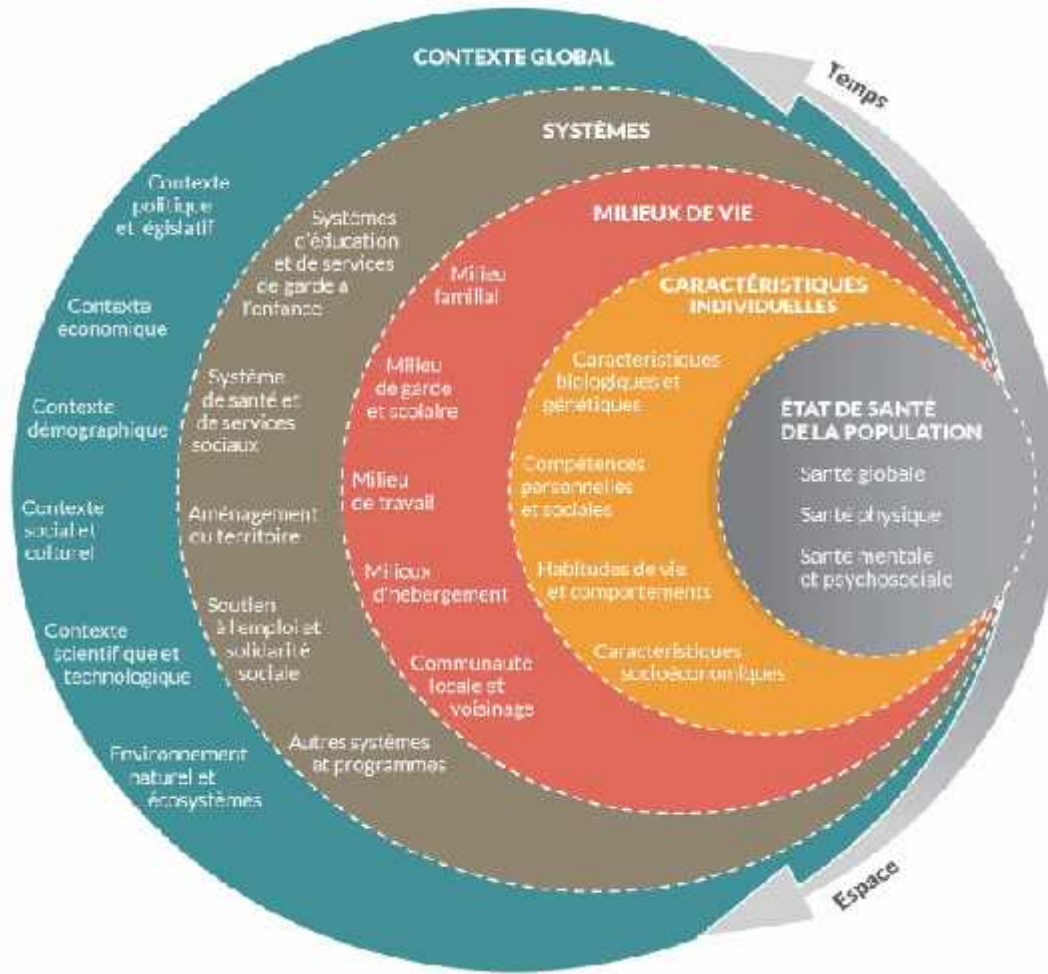 CONTEXTE GLOBAL
Temps
SYSTÈMES
MILIEUX DE VIE
CARACTÉRISTIQUES
INDIVIDUELLES
ÉTAT DE SANTÉ
DE LA POPULATION
Santé globale
Santé physique
Santé mentale
et psychosociale
Contexte
politique
et législatif
Contexte
économique
Contexte
démographique
Contexte
social et
culturel
Contexte
scientifique et
technologique
Environnement
naturel et
écosystèmes
Systèmes
d'éducation
et de services
de garde à
l'enfance
Système
de santé et
de services
sociaux
Aménagement
du territoire
Soutien
à l'emploi et
solidarité
sociale
Autres systèmes
et programmes
Milieu
familial
Milieu
de garde
et scolaire
Milieu
de travail
Milieux
d'hébergement
Communauté
locale et
voisinage
Caractéristiques
biologiques et
génétiques
Compétences
personnelles
et sociales
Habitudes de vie
et comportements
Caractéristiques
socioéconomiques
Espace